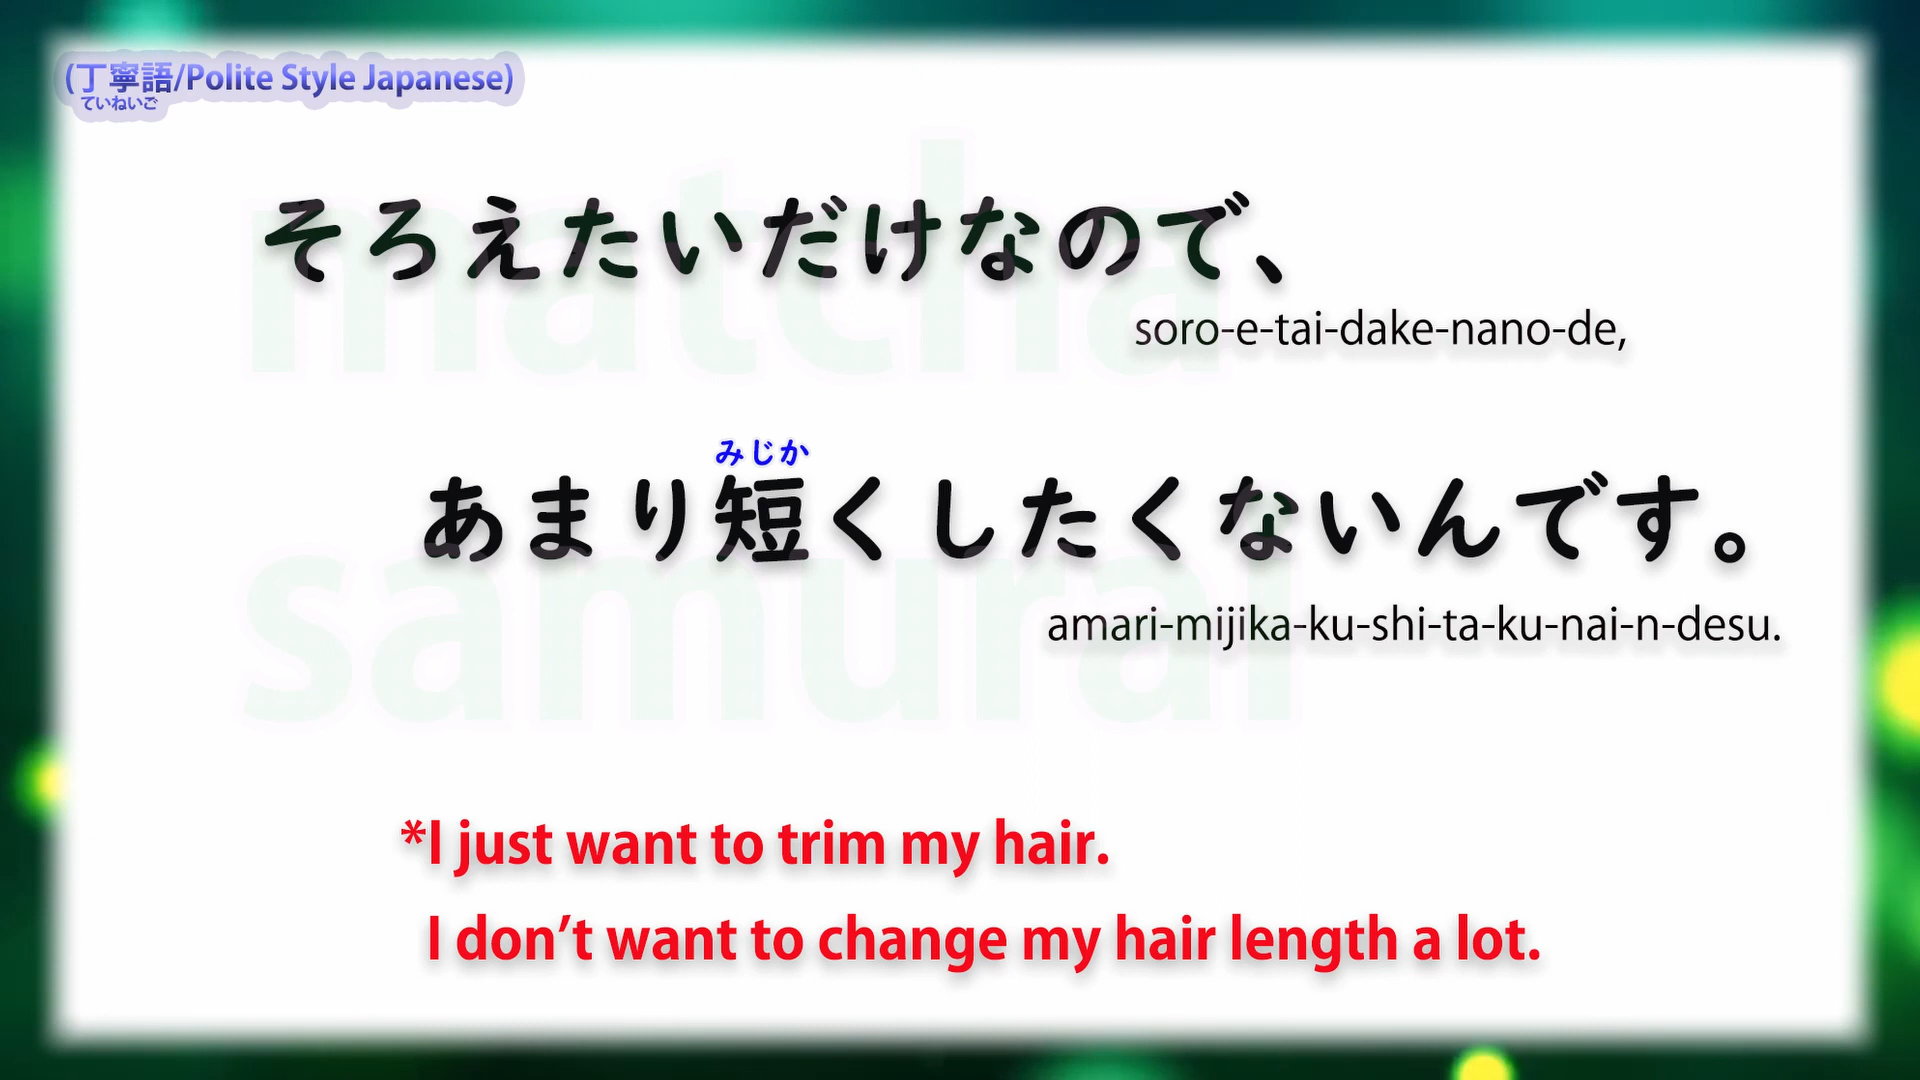 (丁寧語/Polite Style Japanese)
ていねいご
matcha
そろえたいだけなので、
soro-e-tai-dake-nano-de,
みじか
あまり短くしたくないんです。
samurai
amari-mijika-ku-shi-ta-ku-nai-n-desu.
*I just want to trim my hair.
I don’t want to change my hair length a lot.